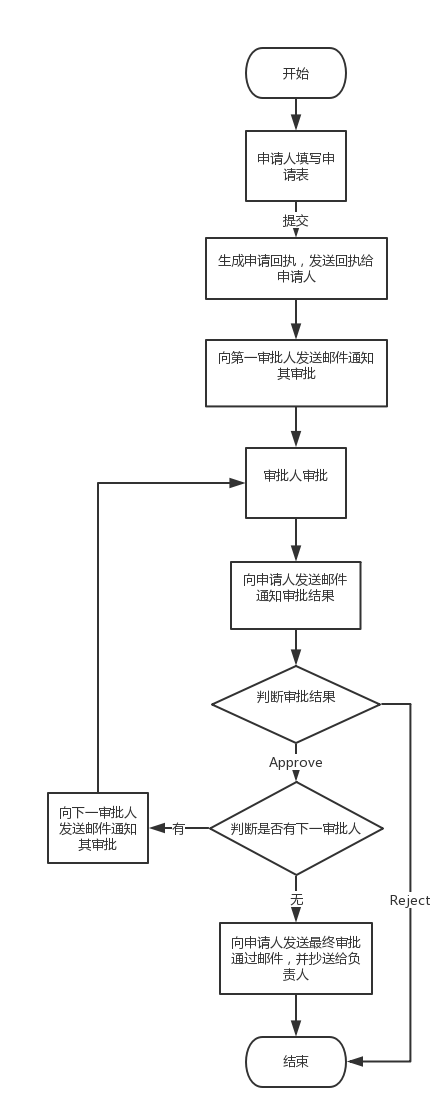 开始
申请人填写申
请表
提交
生成申请回执，发送回执给
申请人
向第一审批人发送邮件通知
其审批
审批人审批
向申请人发送邮件
通知审批结果
判断审批结果
Approve
向下一审批人
发送邮件通知
其审批
有
判断是否有下一审批人
无
Reject
向申请人发送最终审批
通过邮件，并抄送给负
责人
结束